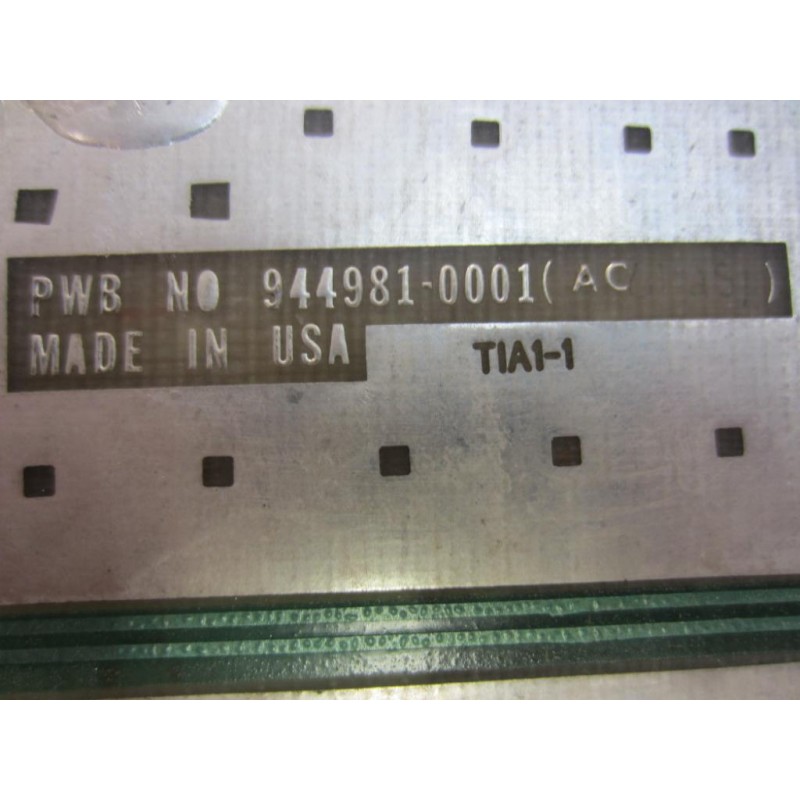 PWB NO 944981-0001( AC )
MADE IN USA
TIA1-1